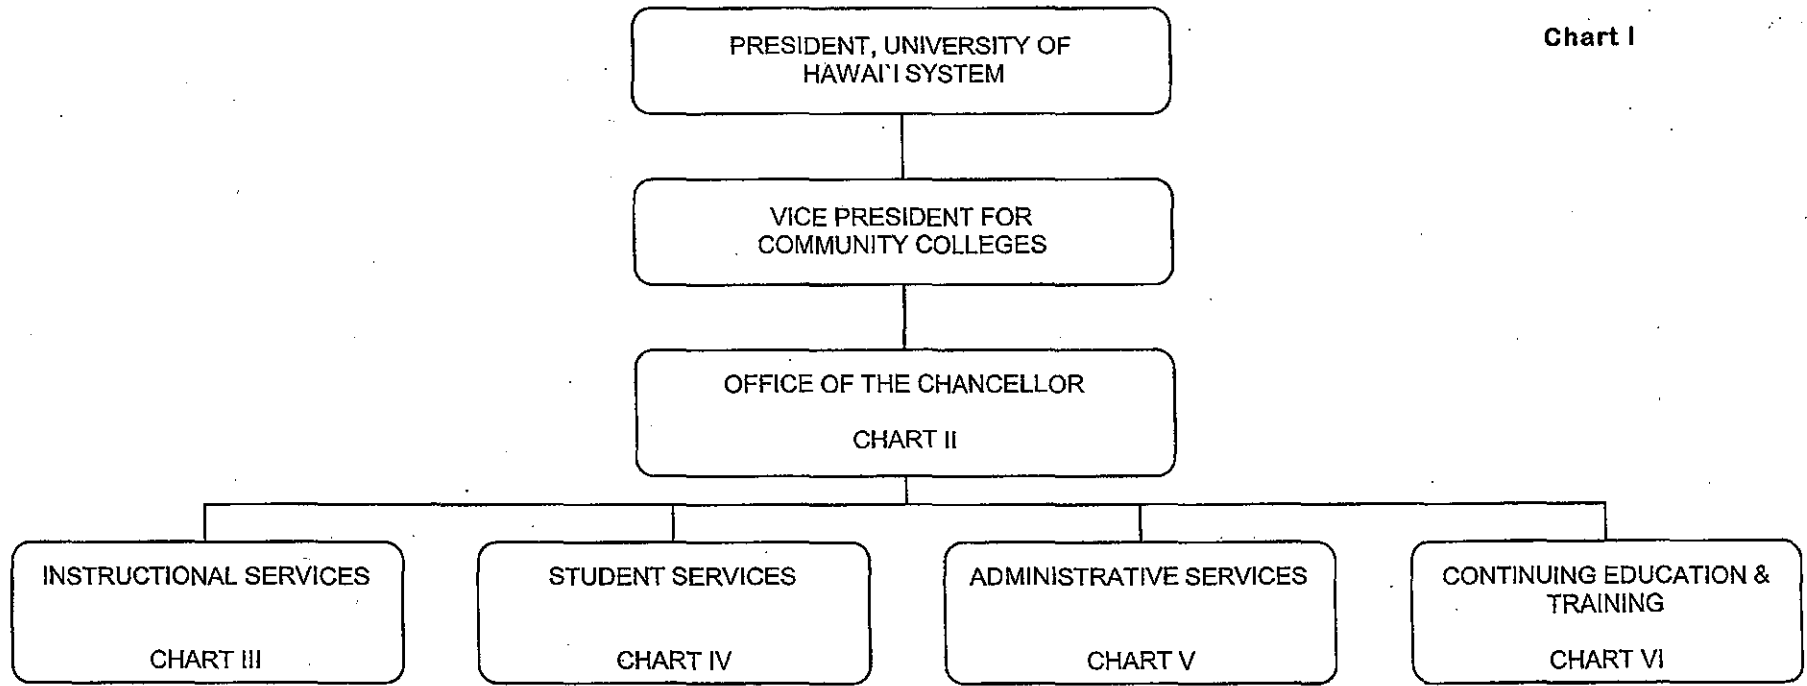 Chart I
PRESIDENT, UNIVERSITY OF
HAWAI`I SYSTEM
VICE PRESIDENT FOR
COMMUNITY COLLEGES
OFFICE OF THE CHANCELLOR
CHART II
INSTRUCTIONAL SERVICES
CHART III
STUDENT SERVICES
CHART IV
ADMINISTRATIVE SERVICES
CHART V
CONTINUING EDUCATION &
TRAINING
CHART VI